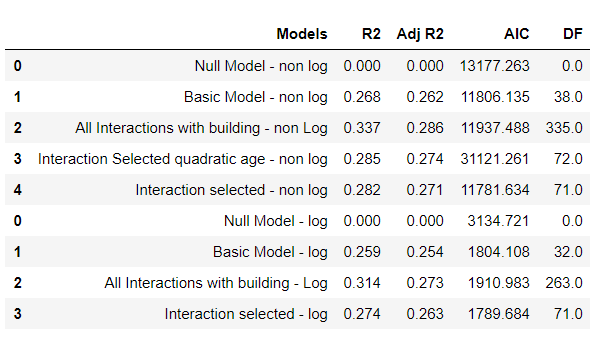 Models R2 Adj R2 AIC DF
0 Null Model - non log 0.000 0.000 13177.263 0.0
1 Basic Model - non log 0.268 0.262 11806.135 38.0
2 All Interactions with building - non Log 0.337 0.286 11937.488 335.0
3 Interaction Selected quadratic age - non log 0.285 0.274 31121.261 72.0
4 Interaction selected - non log 0.282 0.271 11781.634 71.0
0 Null Model - log 0.000 0.000 3134.721 0.0
1 Basic Model - log 0.259 0.254 1804.108 32.0
2 All Interactions with building - Log 0.314 0.273 1910.983 263.0
3 Interaction selected - log 0.274 0.263 1789.684 71.0